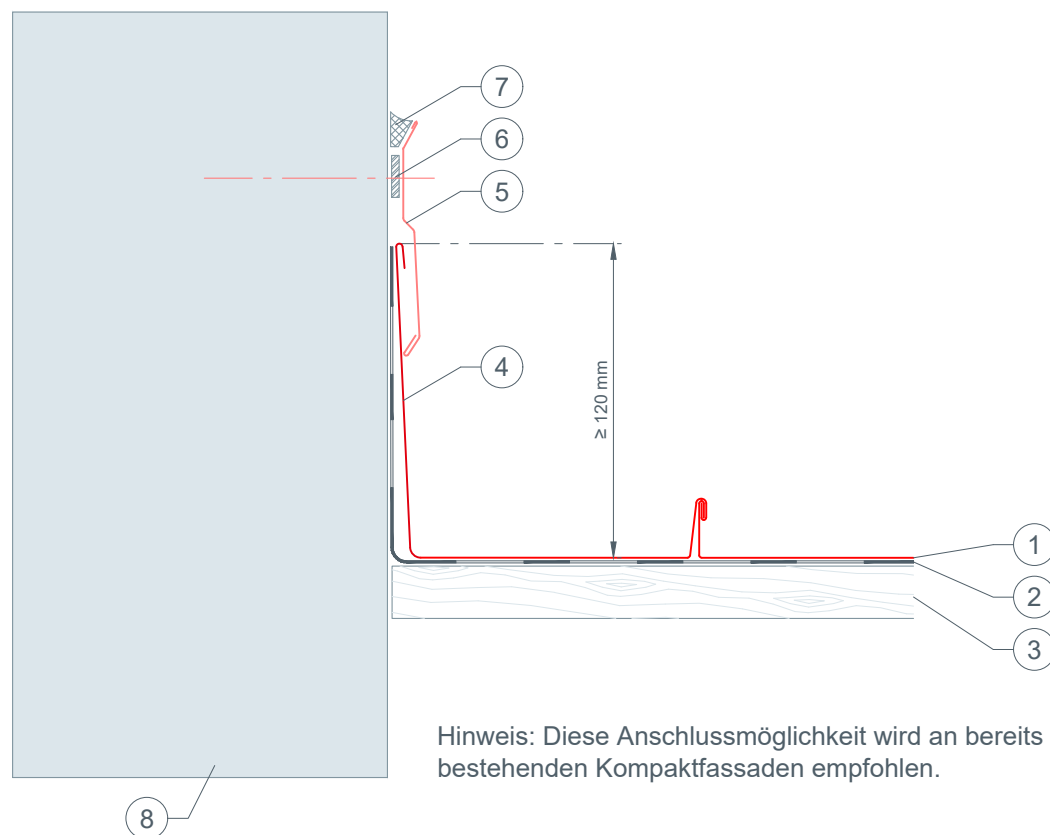 7
6
5
4
≥ 120 mm
1
2
3
Hinweis: Diese Anschlussmöglichkeit wird an bereits
bestehenden Kompaktfassaden empfohlen.
8